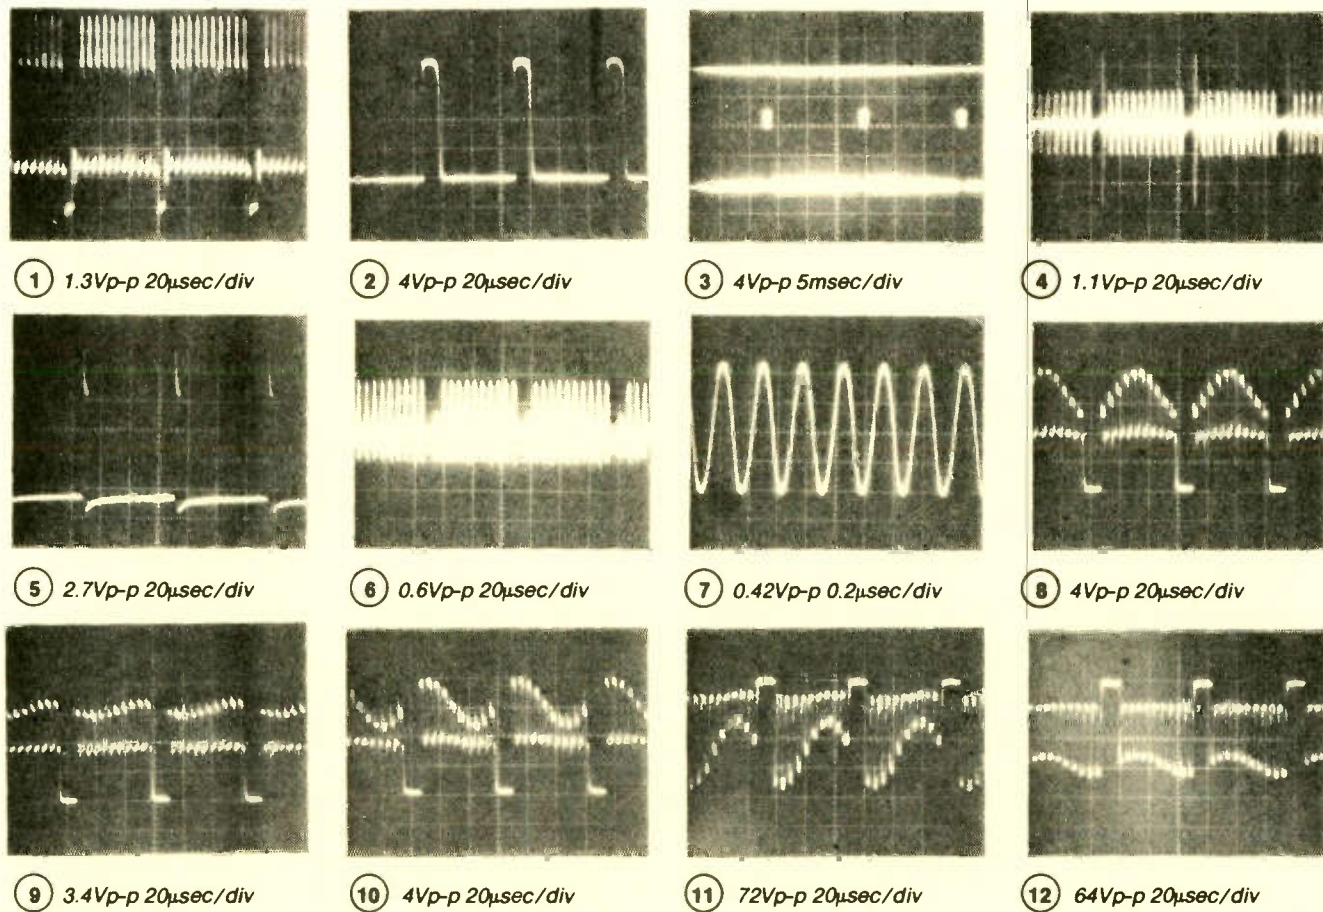 1 1.3Vp-p 20µsec/div
2 4Vp-p 20µsec/div
3 4Vp-p 5msec/div
4 1.1Vp-p 20µsec/div
5 2.7Vp-p 20µsec/div
6 0.6Vp-p 20µsec/div
7 0.42Vp-p 0.2µsec/div
8 4Vp-p 20µsec/div
9 3.4Vp-p 20µsec/div
10 4Vp-p 20µsec/div
11 72Vp-p 20µsec/div
12 64Vp-p 20µsec/div